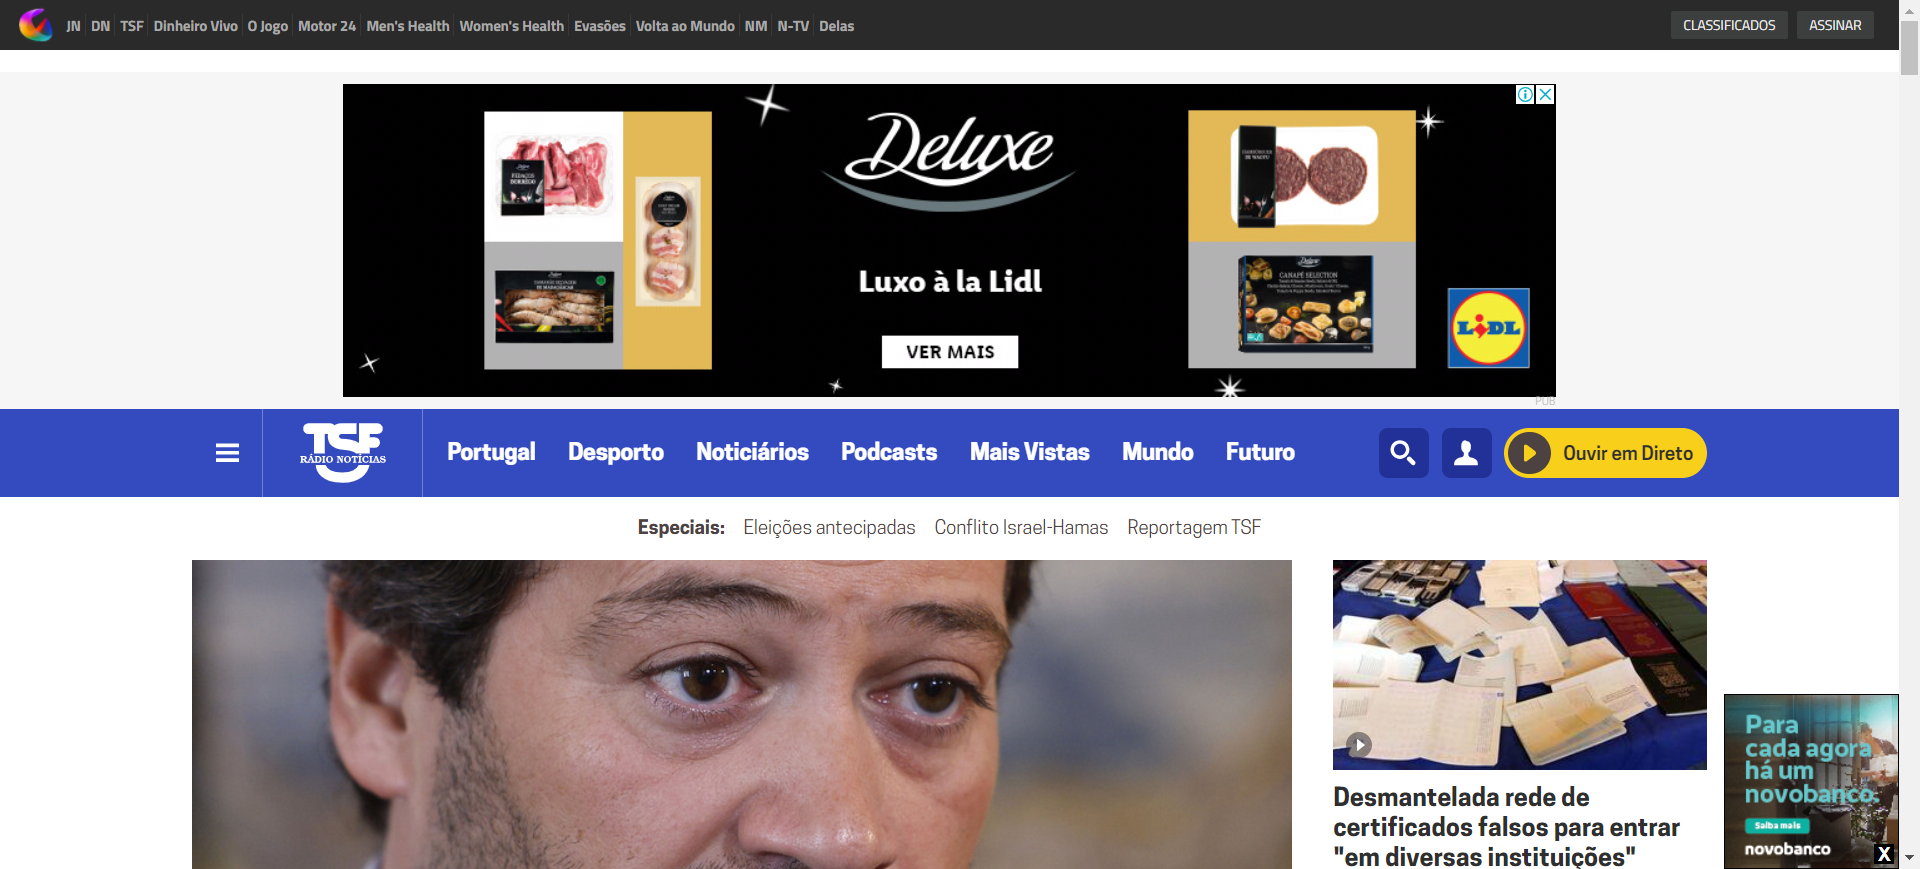 JN DN TSF Dinheiro Vivo O Jogo Motor 24 Men's Health Women's Health Evasões Volta ao Mundo NM N-TV Delas
CLASSIFICADOS ASSINAR
Deluxe
Luxo à la Lidl
VER MAIS
CANAPÉ SELECTION
LIDL
PUB
TSF
RÁDIO NOTÍCIAS
Portugal Desporto Noticiários Podcasts Mais Vistas Mundo Futuro
Ouvir em Direto
Especiais: Eleições antecipadas Conflito Israel-Hamas Reportagem TSF
Desmantelada rede de
certificados falsos para entrar
"em diversas instituições"
Para
cada agora
há um
novobanco.
Saiba mais
novobanco
X